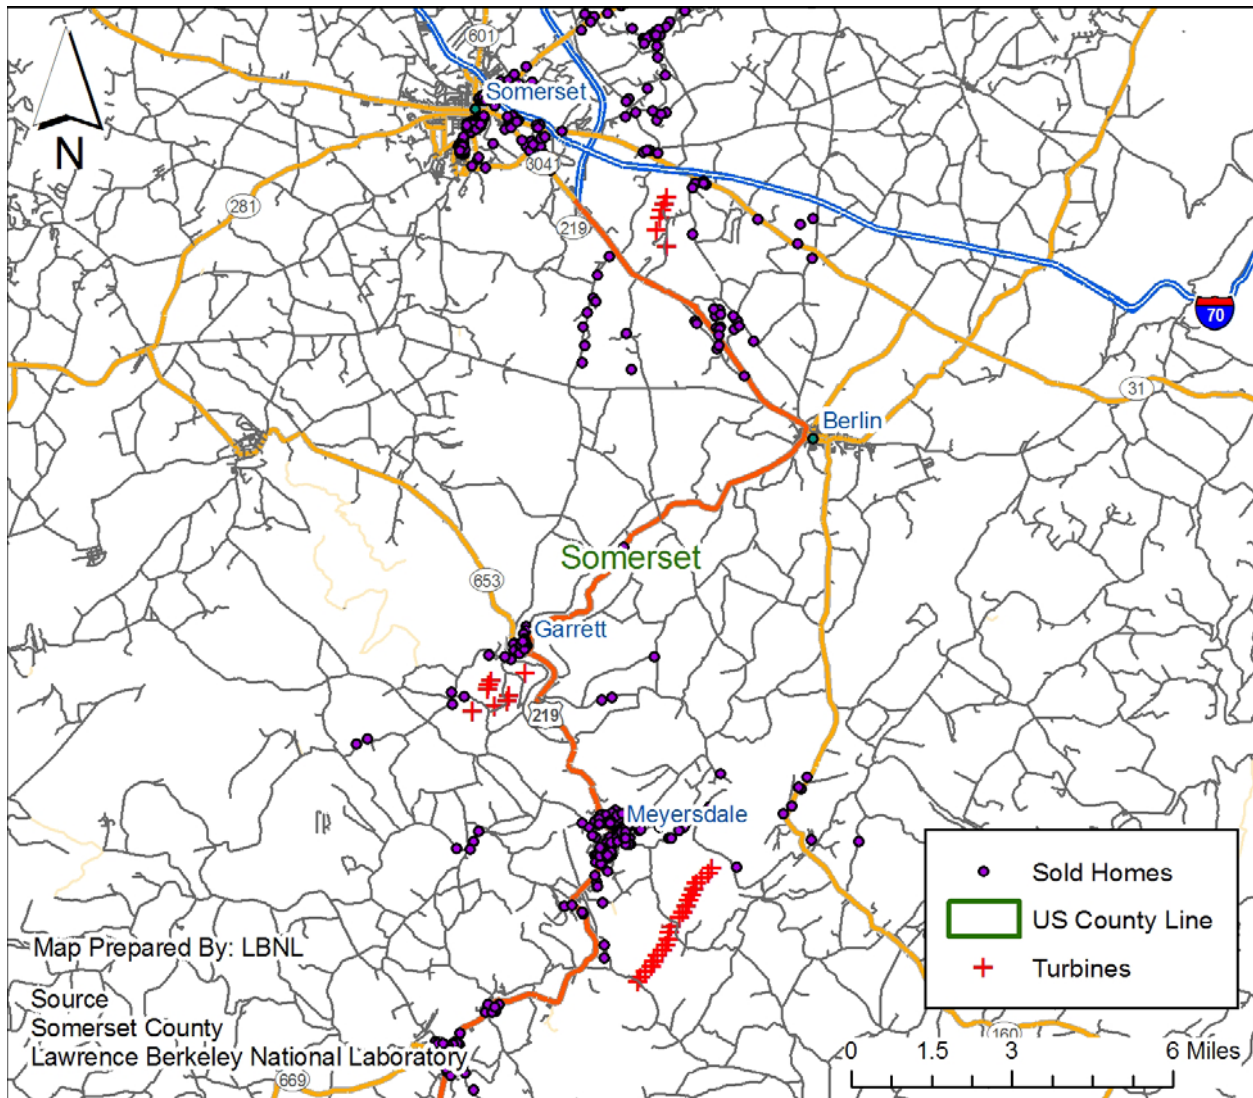 601
Somerset
N
3041
281
219
70
31
Berlin
Somerset
653
Garrett
219
Meyersdale
Sold Homes
US County Line
Turbines
Map Prepared By: LBNL
Source
Somerset County
Lawrence Berkeley National Laboratory
160
0 1.5 3 6 Miles
669